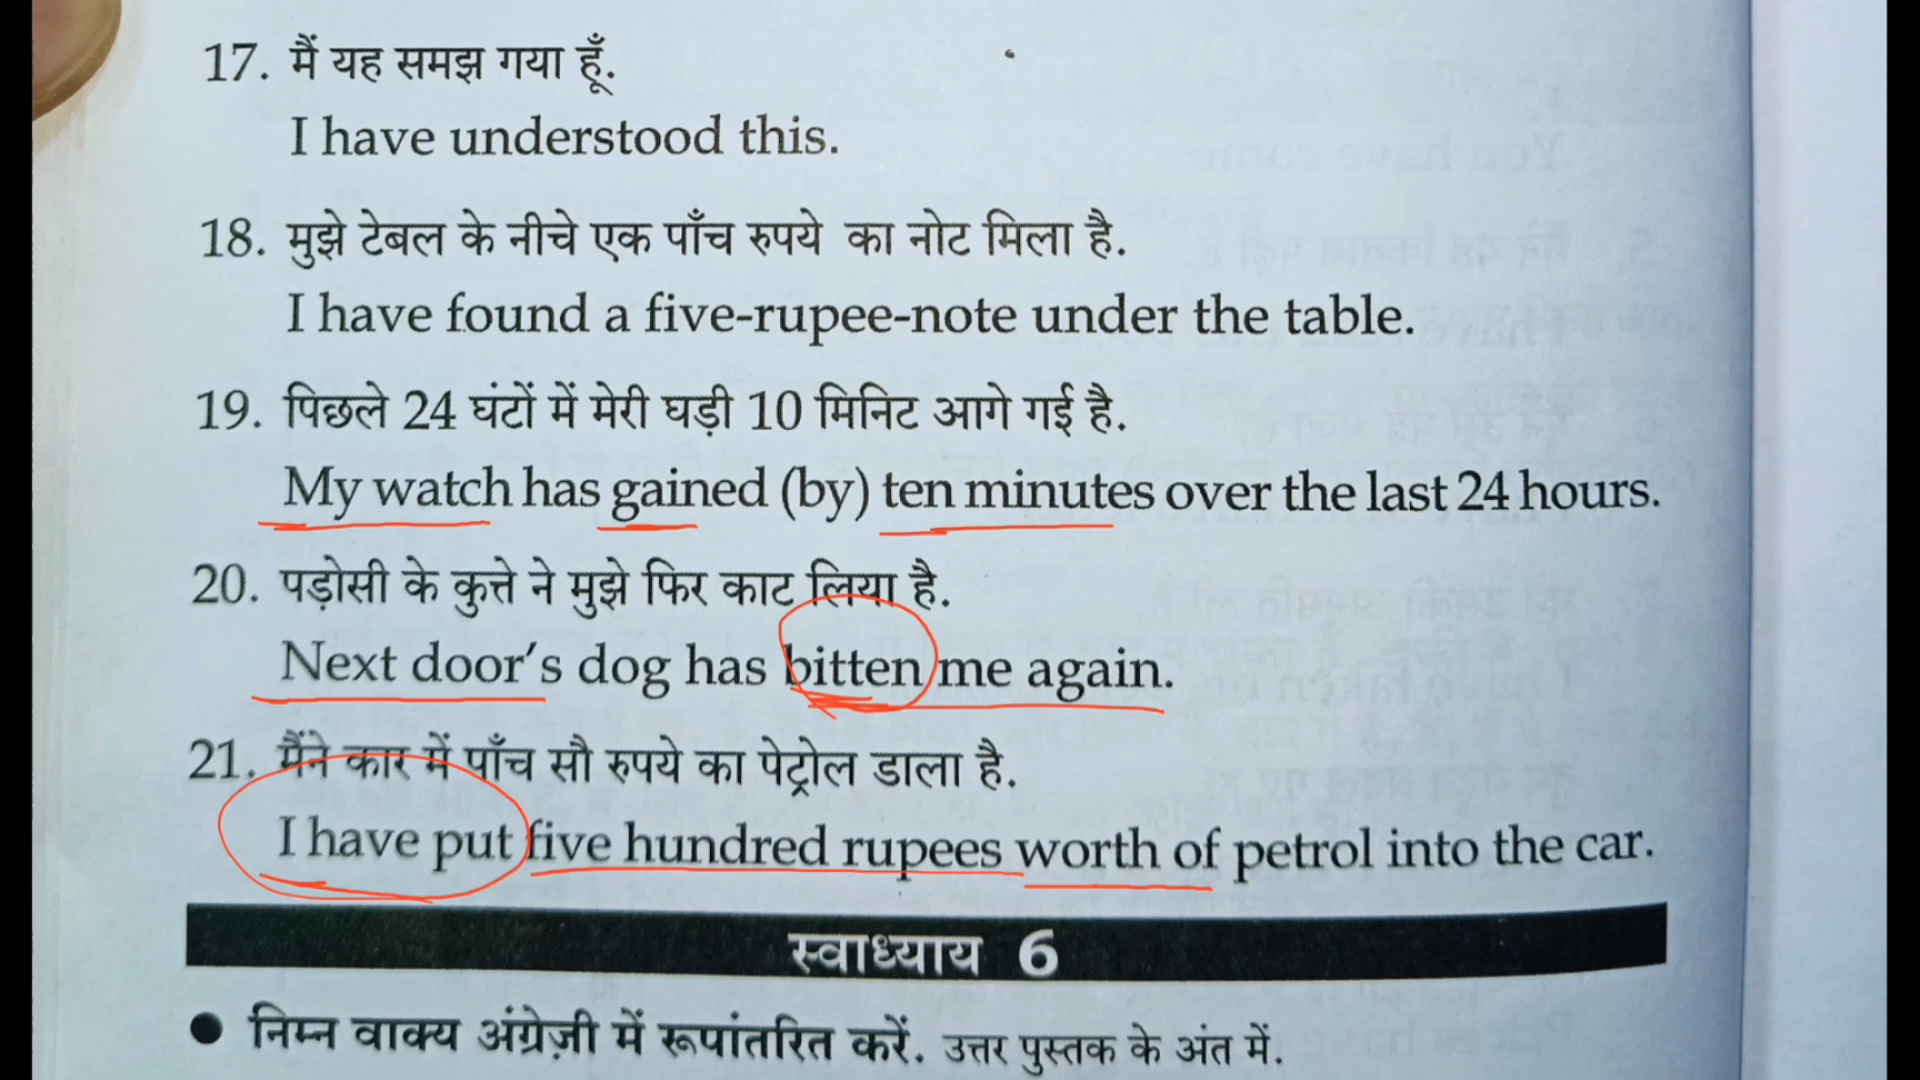 17. मैं यह समझ गया हूँ.
I have understood this.
18. मुझे टेबल के नीचे एक पाँच रुपये का नोट मिला है.
I have found a five-rupee-note under the table.
19. पिछले 24 घंटों में मेरी घड़ी 10 मिनिट आगे गई है.
My watch has gained (by) ten minutes over the last 24 hours.
20. पड़ोसी के कुत्ते ने मुझे फिर काट लिया है.
Next door's dog has bitten me again.
21. मैंने कार में पाँच सौ रुपये का पेट्रोल डाला है.
I have put five hundred rupees worth of petrol into the car.
स्वाध्याय 6
● निम्न वाक्य अंग्रेज़ी में रूपांतरित करें. उत्तर पुस्तक के अंत में.